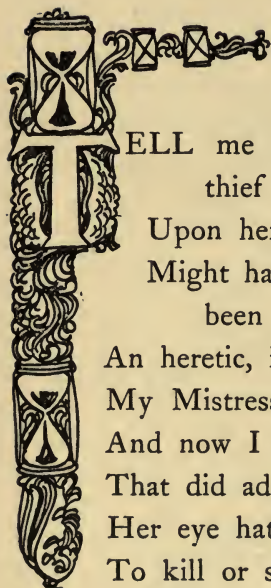 TELL me
thief
Upon her
Might ha
been
An heretic,
My Mistress
And now I
That did ad
Her eye hat
To kill or s